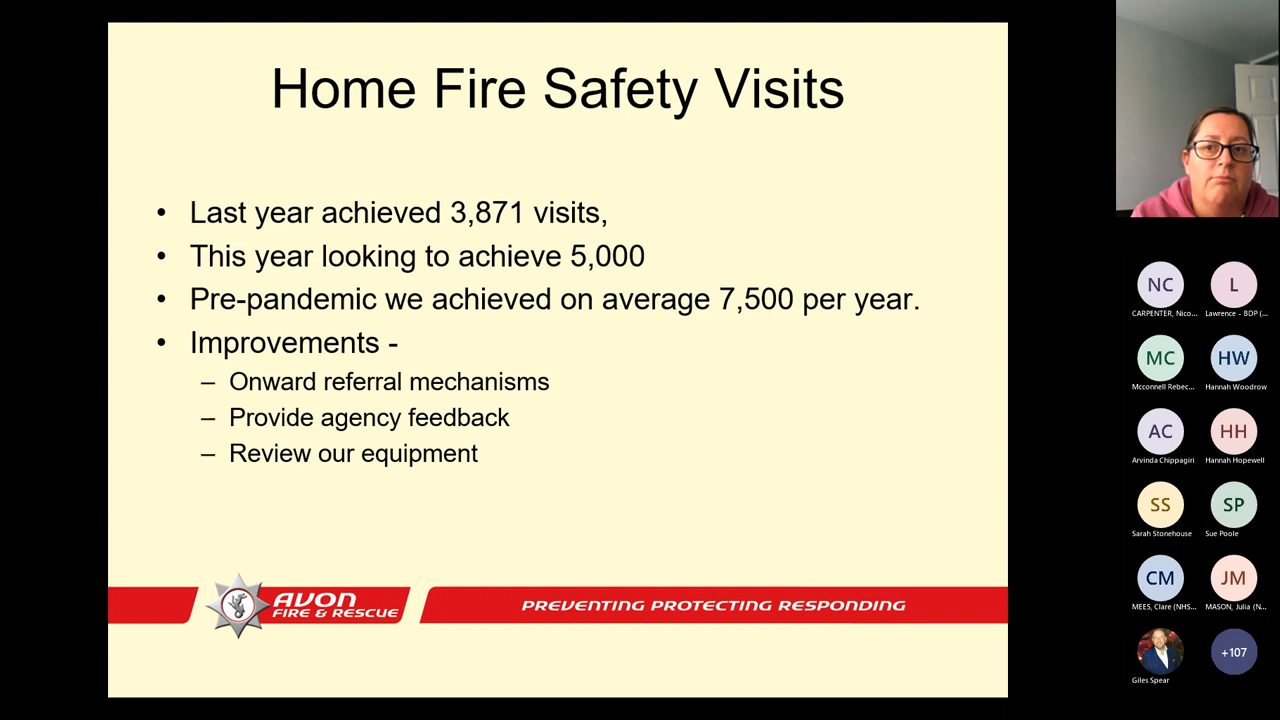 Home Fire Safety Visits
• Last year achieved 3,871 visits,
• This year looking to achieve 5,000
• Pre-pandemic we achieved on average 7,500 per year.
• Improvements -
– Onward referral mechanisms
– Provide agency feedback
– Review our equipment
AVON
FIRE & RESCUE
PREVENTING PROTECTING RESPONDING
NC
L
CARPENTER, Nico...
Lawrence - BDP (...
MC
HW
Mcconnell Rebec...
Hannah Woodrow
AC
HH
Arvinda Chippagiri
Hannah Hopewell
SS
SP
Sarah Stonehouse
Sue Poole
CM
JM
MEES, Clare (NHS...
MASON, Julia (N...
+107
Giles Spear